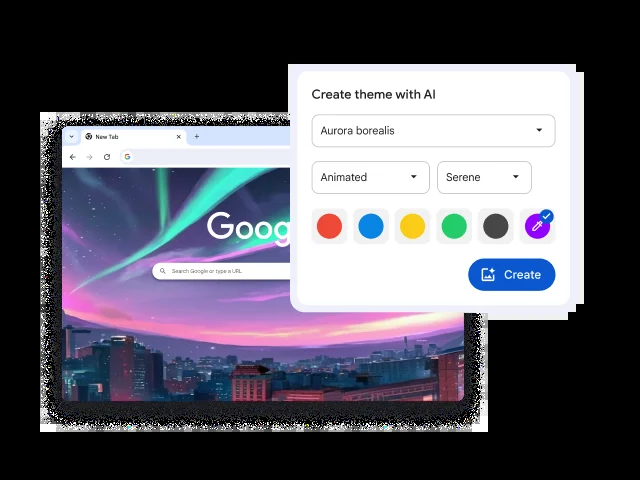 Create theme with AI
Aurora borealis
Animated
Serene
Create
New Tab
Goog
Search Google or type a URL